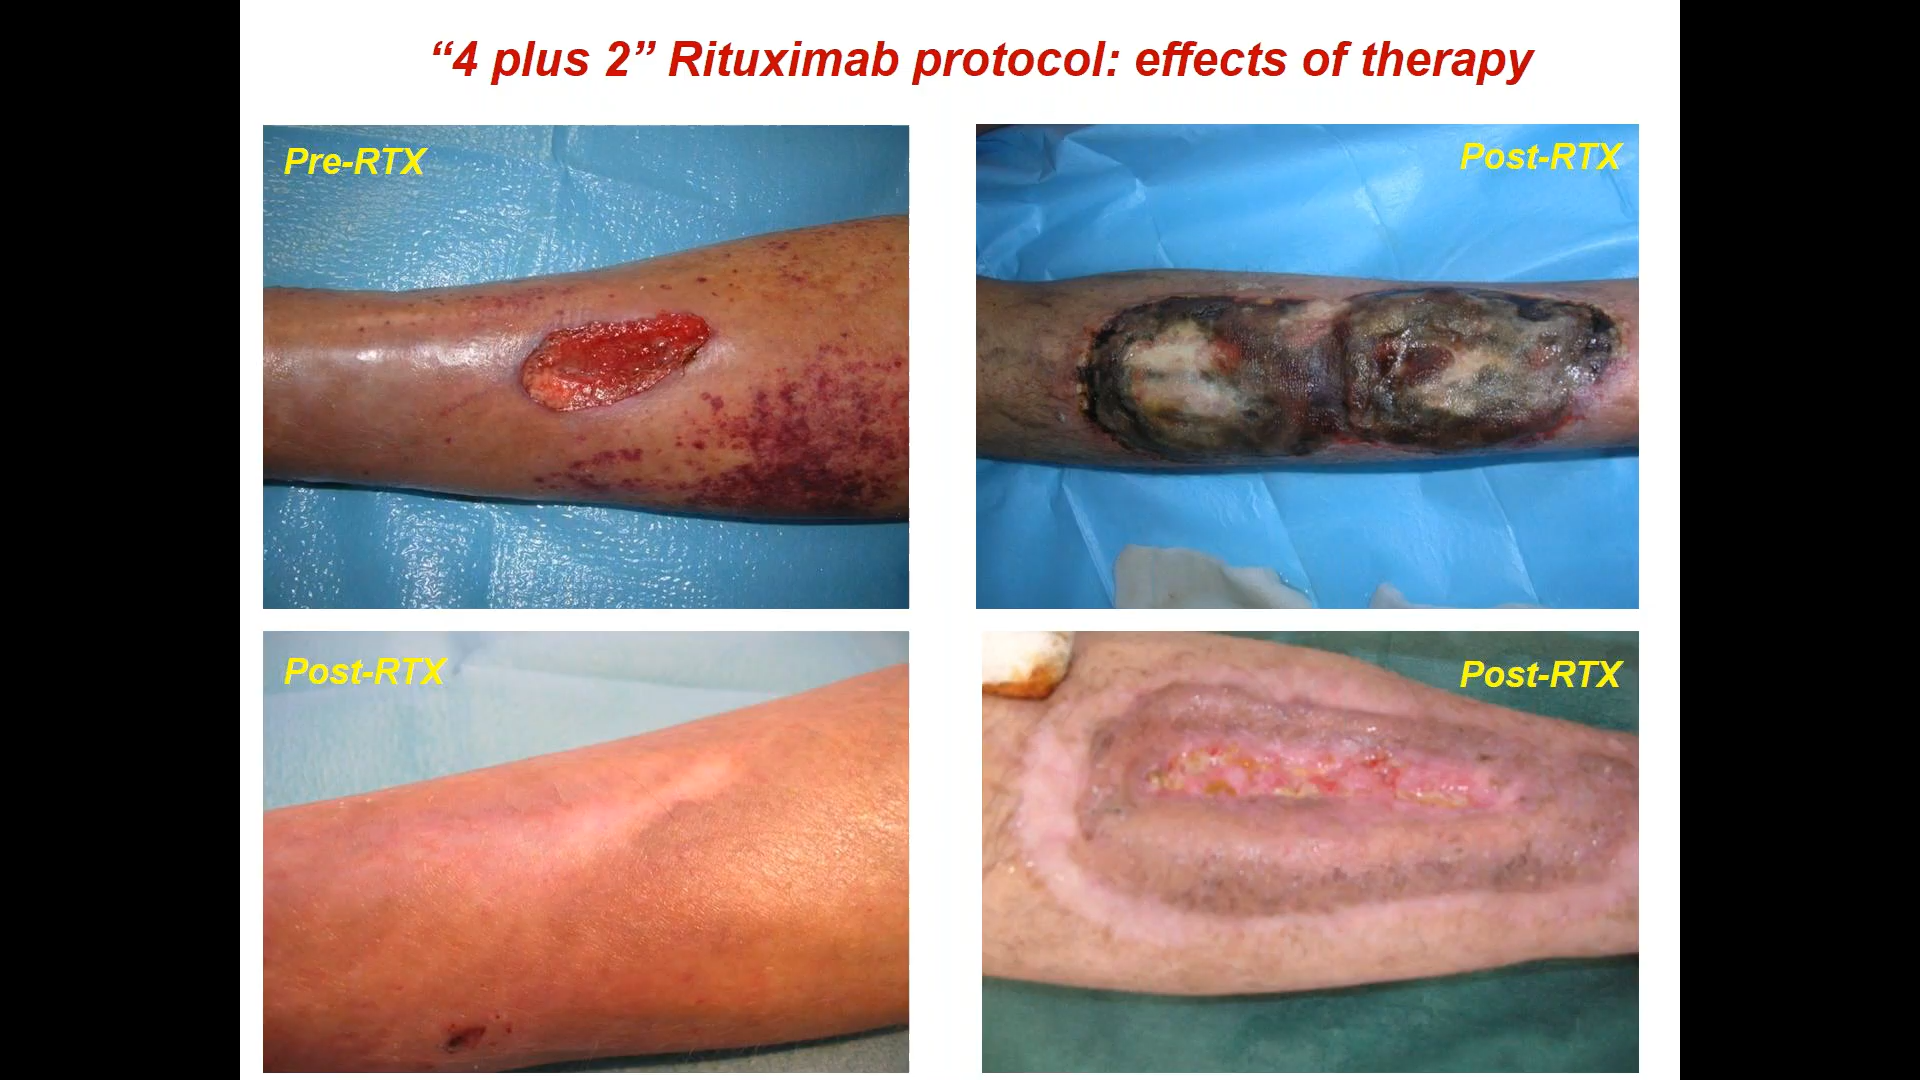 “4 plus 2” Rituximab protocol: effects of therapy
Pre-RTX
Post-RTX
Post-RTX
Post-RTX